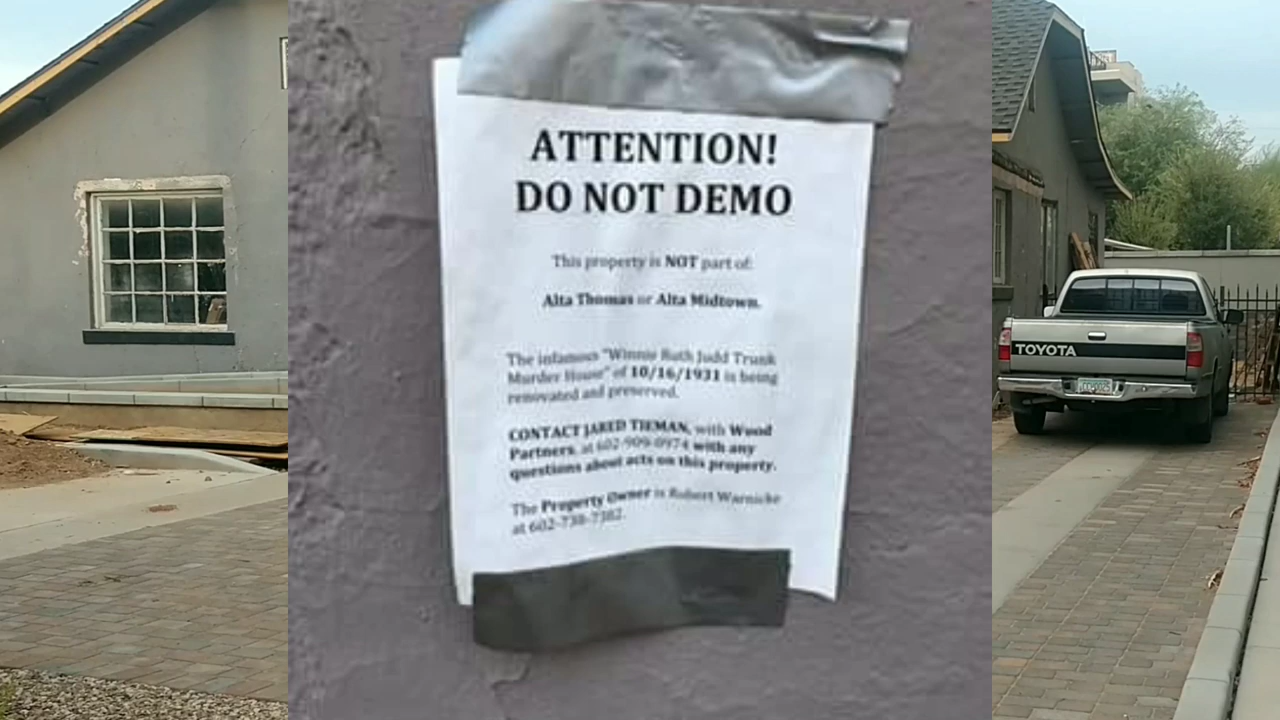 ATTENTION!
DO NOT DEMO
This property is NOT part of:
Alta Thomas or Alta Midtown.
The infamous "Winnie Ruth Judd Trunk
Murder House" of 10/16/1931 is being
renovated and preserved.
CONTACT JARED TIEMAN, with Wood
Partners, at 602-909-0974 with any
questions about acts on this property.
The Property Owner is Robert Warnicke
at
TOYOTA